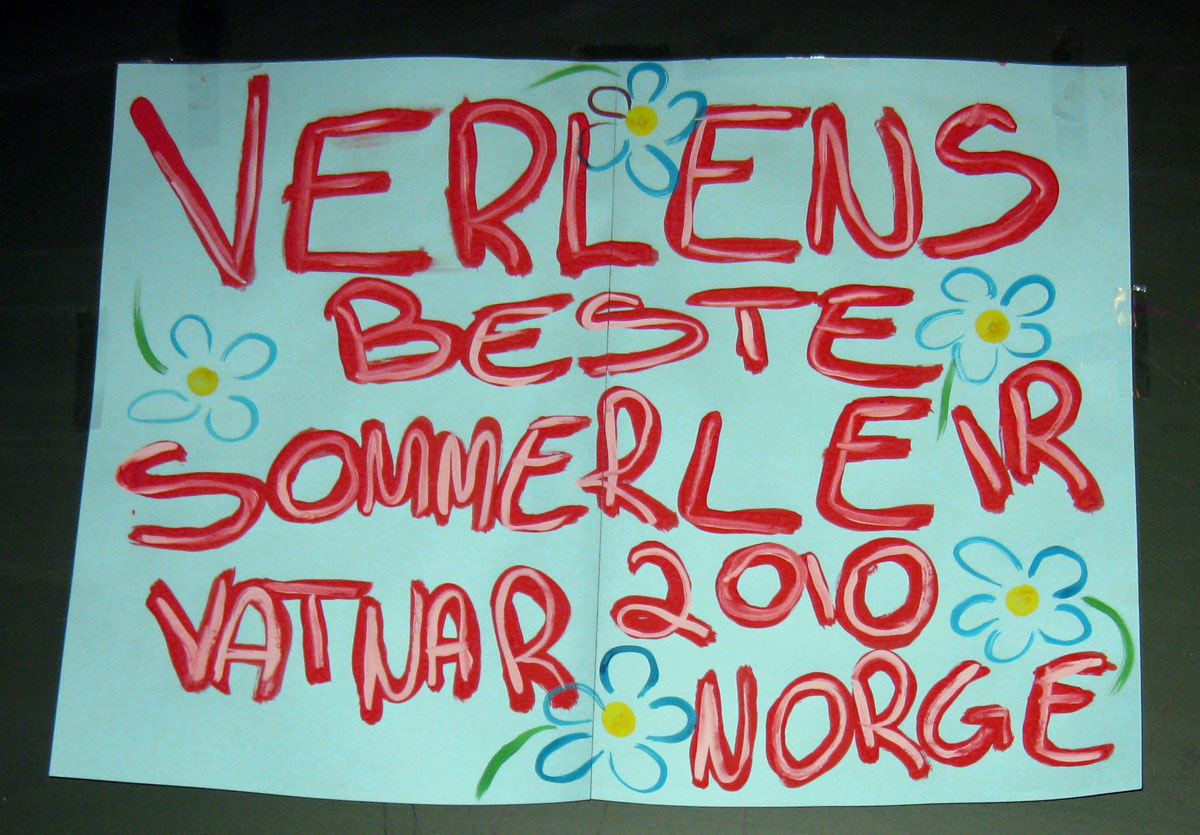 VERLENS
BESTE
SOMMERLEIR
VATNAR 2010
NORGE